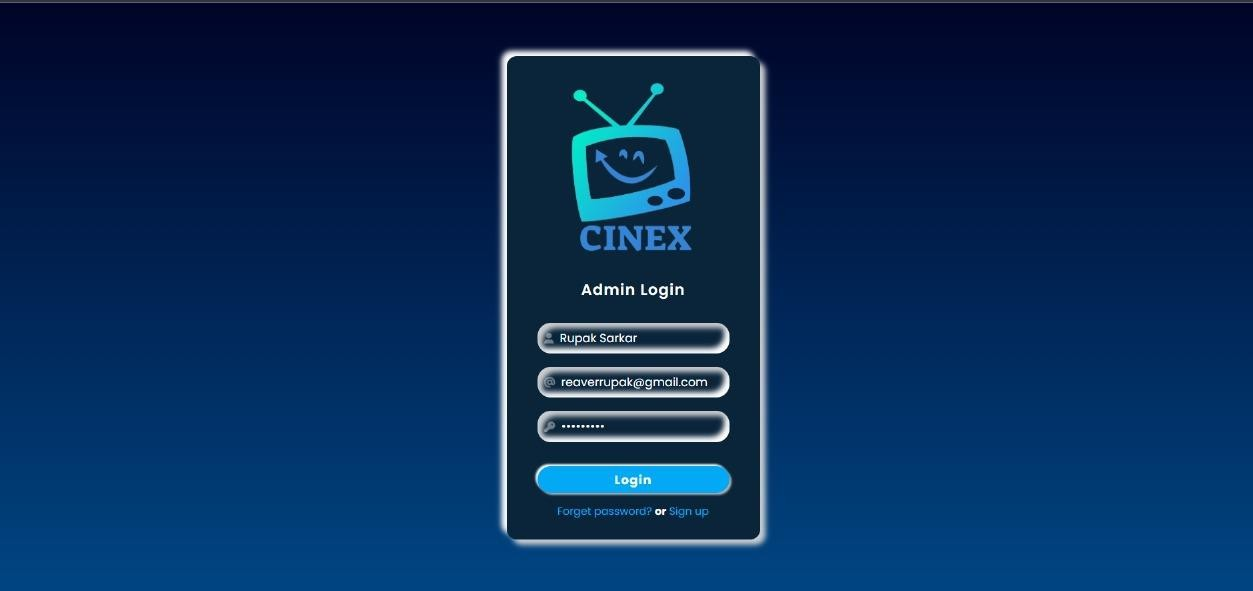 CINEX
Admin Login
Rupak Sarkar
reaverrupak@gmail.com
•••••••••
Login
Forget password? or Sign up